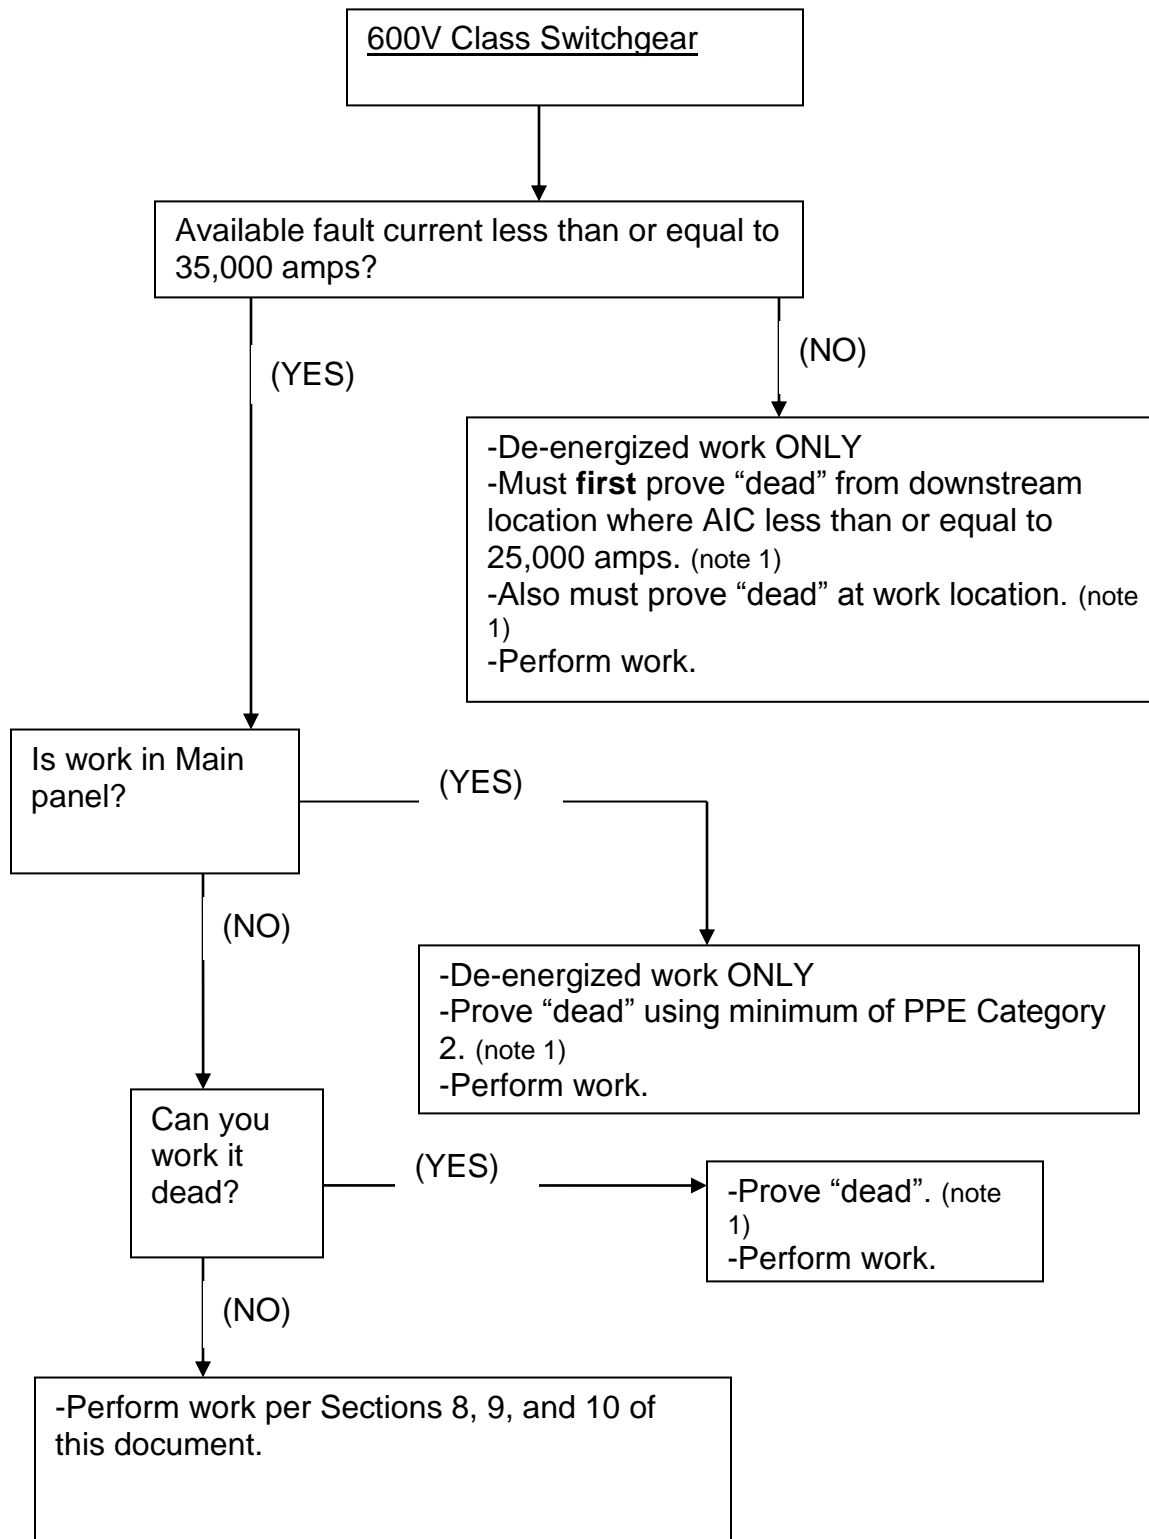 600V Class Switchgear
Available fault current less than or equal to
35,000 amps?
(YES)
(NO)
-De-energized work ONLY
-Must first prove “dead” from downstream
location where AIC less than or equal to
25,000 amps. (note 1)
-Also must prove “dead” at work location. (note
1)
-Perform work.
Is work in Main
panel?
(YES)
(NO)
-De-energized work ONLY
-Prove “dead” using minimum of PPE Category
2. (note 1)
-Perform work.
Can you
work it
dead?
(YES)
-Prove “dead”. (note
1)
-Perform work.
(NO)
-Perform work per Sections 8, 9, and 10 of
this document.